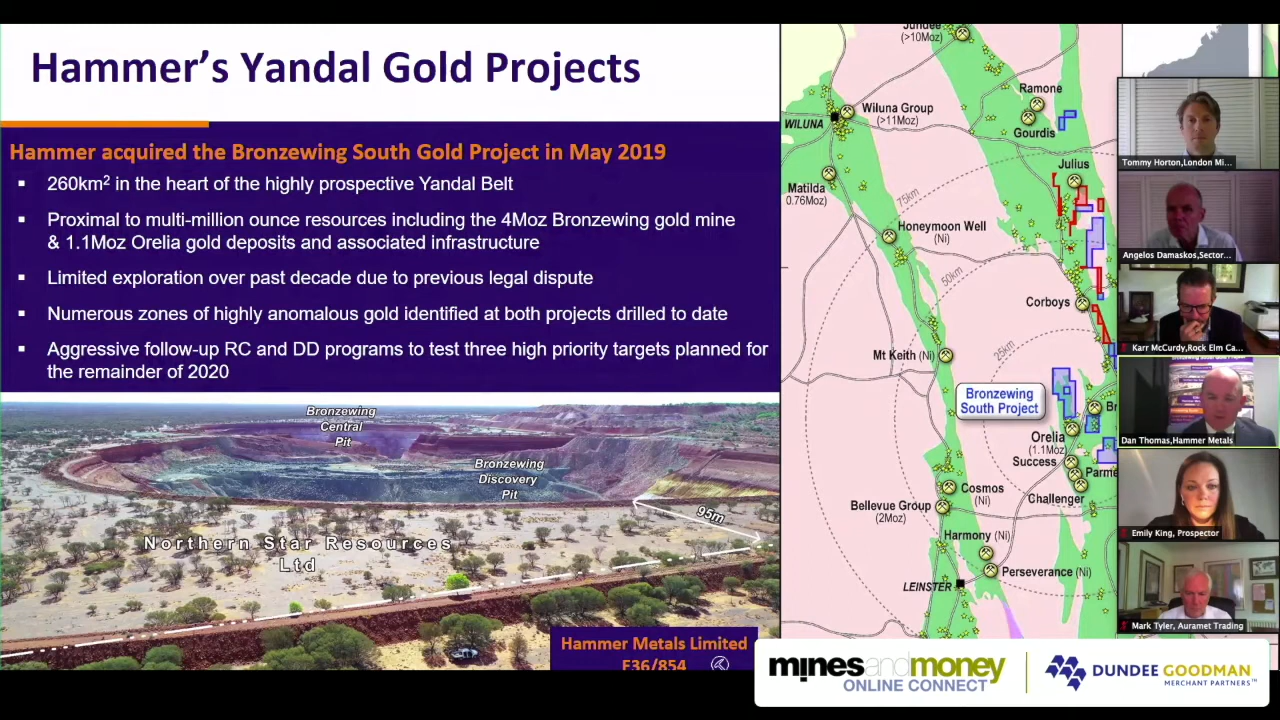 Hammer's Yandal Gold Projects
Hammer acquired the Bronzewing South Gold Project in May 2019
▪ 260km² in the heart of the highly prospective Yandal Belt
▪ Proximal to multi-million ounce resources including the 4Moz Bronzewing gold mine
& 1.1Moz Orelia gold deposits and associated infrastructure
▪ Limited exploration over past decade due to previous legal dispute
▪ Numerous zones of highly anomalous gold identified at both projects drilled to date
▪ Aggressive follow-up RC and DD programs to test three high priority targets planned for
the remainder of 2020
Bronzewing
Central
Pit
Bronzewing
Discovery
Pit
95m
Northern Star Resources
Ltd
Hammer Metals Limited
E36/854
Jundee
(>10Moz)
Ramone
Wiluna Group
(>11Moz)
WILUNA
Gourdis
Julius
Matilda
0.76Moz)
75km
Honeymoon Well
(Ni)
50km
Corboys
25km
Mt Keith (Ni)
Bronzewing
South Project
Br
Orelia
(1.1Moz)
Success
Parme
Cosmos
(Ni)
Challenger
Bellevue Group
(2Moz)
Harmony (Ni)
Perseverance (Ni)
LEINSTER
Tommy Horton,London Mi...
Angelos Damaskos,Sector...
Karr McCurdy,Rock Elm Ca...
Dan Thomas,Hammer Metals
Emily King, Prospector
Mark Tyler, Auramet Trading
minesandmoney
ONLINE CONNECT
DUNDEE GOODMAN
MERCHANT PARTNERS™